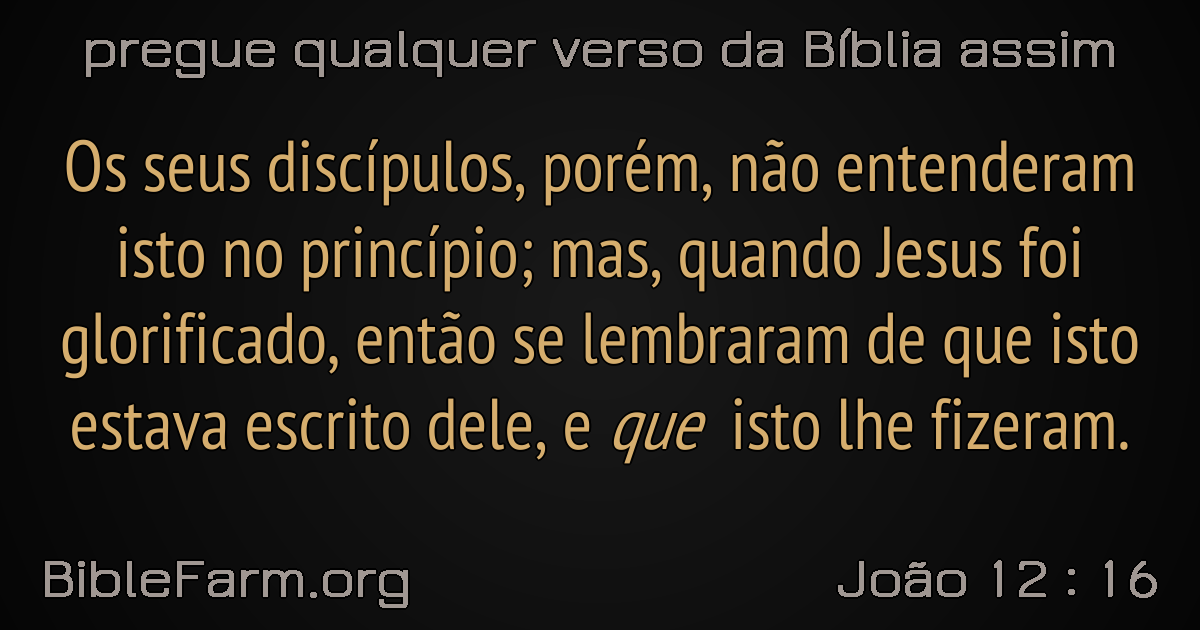 pregue qualquer verso da Bíblia assim
Os seus discípulos, porém, não entenderam
isto no princípio; mas, quando Jesus foi
glorificado, então se lembraram de que isto
estava escrito dele, e que isto lhe fizeram.
BibleFarm.org
João 12 : 16